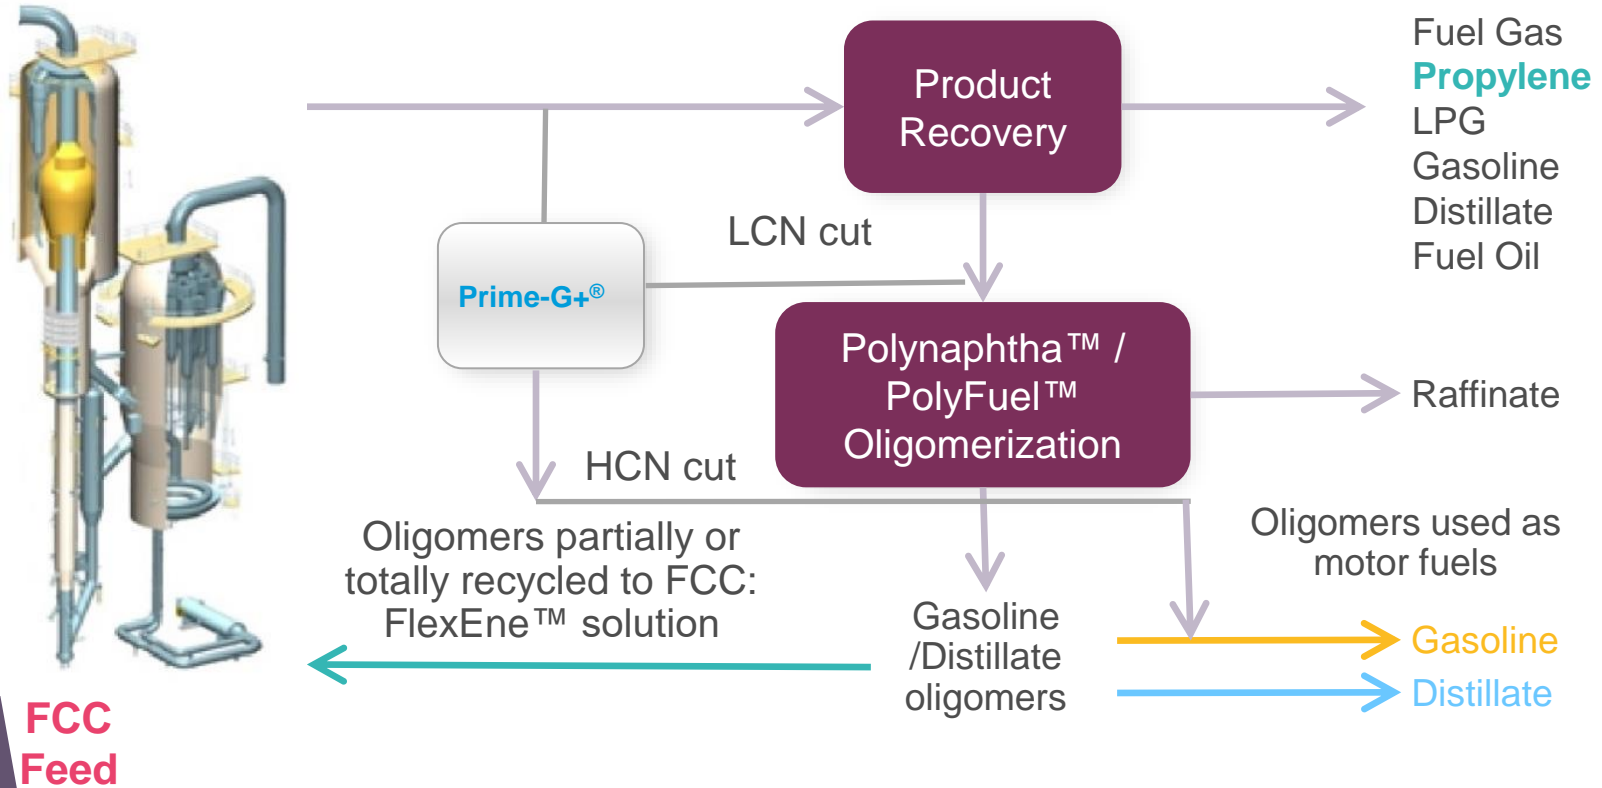 Fuel Gas
Propylene
LPG
Gasoline
Distillate
Fuel Oil
Product
Recovery
LCN cut
Prime-G+®
Polynaphtha™ /
PolyFuel™
Oligomerization
Raffinate
HCN cut
Oligomers partially or
totally recycled to FCC:
FlexEne™ solution
Oligomers used as
motor fuels
Gasoline
/Distillate
oligomers
Gasoline
Distillate
FCC
Feed